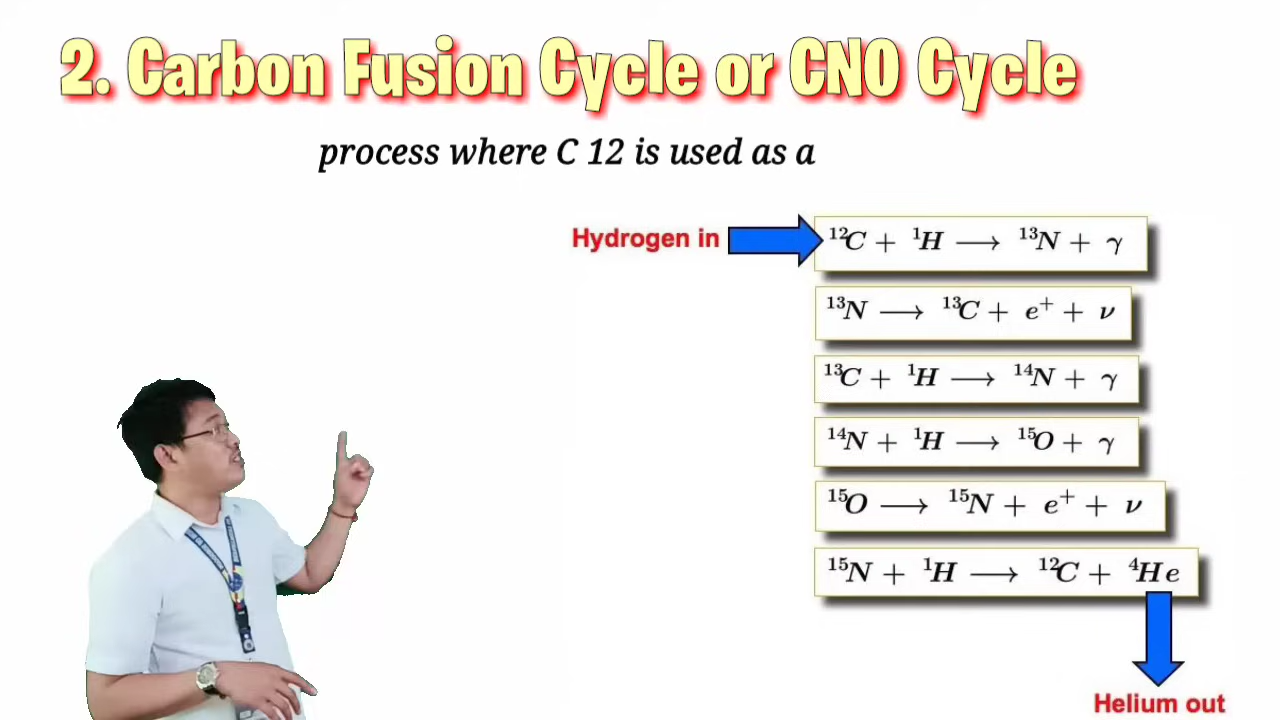 2. Carbon Fusion Cycle or CNO Cycle
process where C 12 is used as a
Hydrogen in
¹²C + ¹H ⟶ ¹³N + γ
¹³N ⟶ ¹³C + e⁺ + ν
¹³C + ¹H ⟶ ¹⁴N + γ
¹⁴N + ¹H ⟶ ¹⁵O + γ
¹⁵O ⟶ ¹⁵N + e⁺ + ν
¹⁵N + ¹H ⟶ ¹²C + ⁴He
Helium out